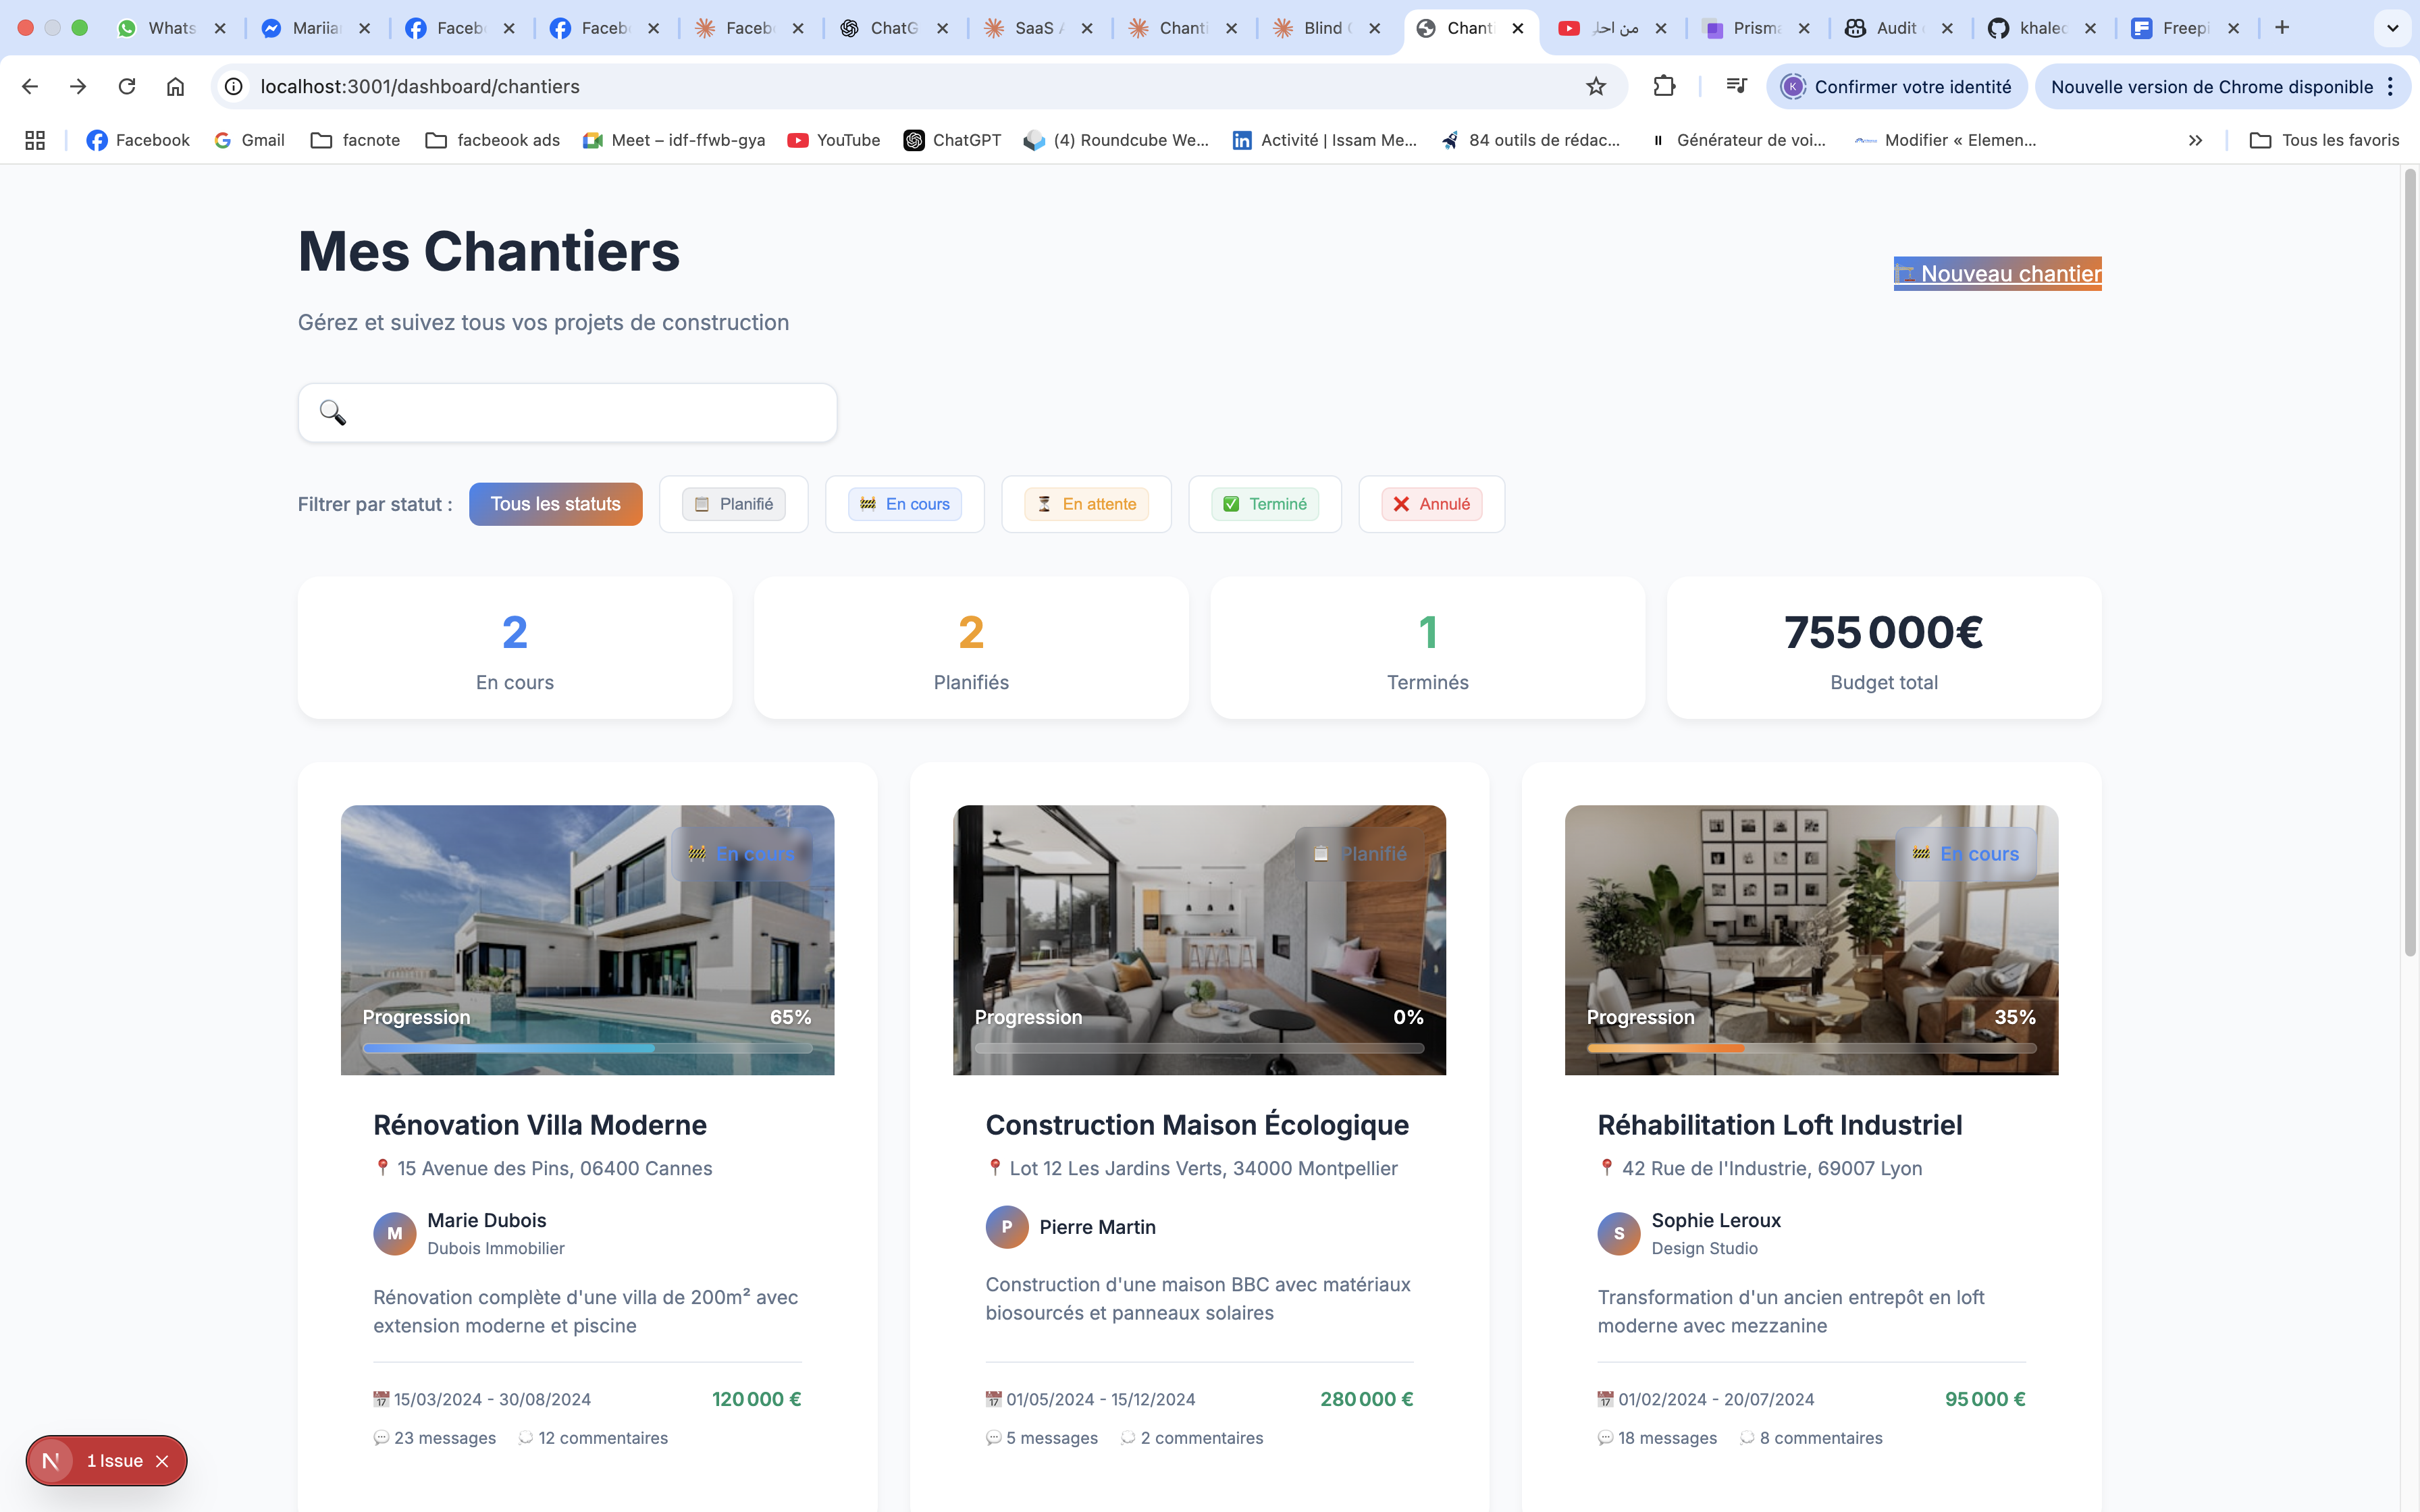 Whats
Mariia
Faceb
Faceb
Faceb
ChatG
SaaS A
Chanti
Blind
Chanti
من احل
Prisma
Audit
khaled
Freepi
localhost:3001/dashboard/chantiers
K
Confirmer votre identité
Nouvelle version de Chrome disponible
Facebook
Gmail
facnote
facbeook ads
Meet – idf-ffwb-gya
YouTube
ChatGPT
(4) Roundcube We...
Activité | Issam Me...
84 outils de rédac...
Générateur de voi...
Modifier « Elemen...
Tous les favoris
Mes Chantiers
Nouveau chantier
Gérez et suivez tous vos projets de construction
Filtrer par statut :
Tous les statuts
Planifié
En cours
En attente
Terminé
Annulé
2
En cours
2
Planifiés
1
Terminés
755 000€
Budget total
En cours
Progression 65%
Rénovation Villa Moderne
15 Avenue des Pins, 06400 Cannes
M
Marie Dubois
Dubois Immobilier
Rénovation complète d'une villa de 200m² avec
extension moderne et piscine
15/03/2024 - 30/08/2024
120 000 €
23 messages
12 commentaires
Planifié
Progression 0%
Construction Maison Écologique
Lot 12 Les Jardins Verts, 34000 Montpellier
P
Pierre Martin
Construction d'une maison BBC avec matériaux
biosourcés et panneaux solaires
01/05/2024 - 15/12/2024
280 000 €
5 messages
2 commentaires
En cours
Progression 35%
Réhabilitation Loft Industriel
42 Rue de l'Industrie, 69007 Lyon
S
Sophie Leroux
Design Studio
Transformation d'un ancien entrepôt en loft
moderne avec mezzanine
01/02/2024 - 20/07/2024
95 000 €
18 messages
8 commentaires
N
1 Issue